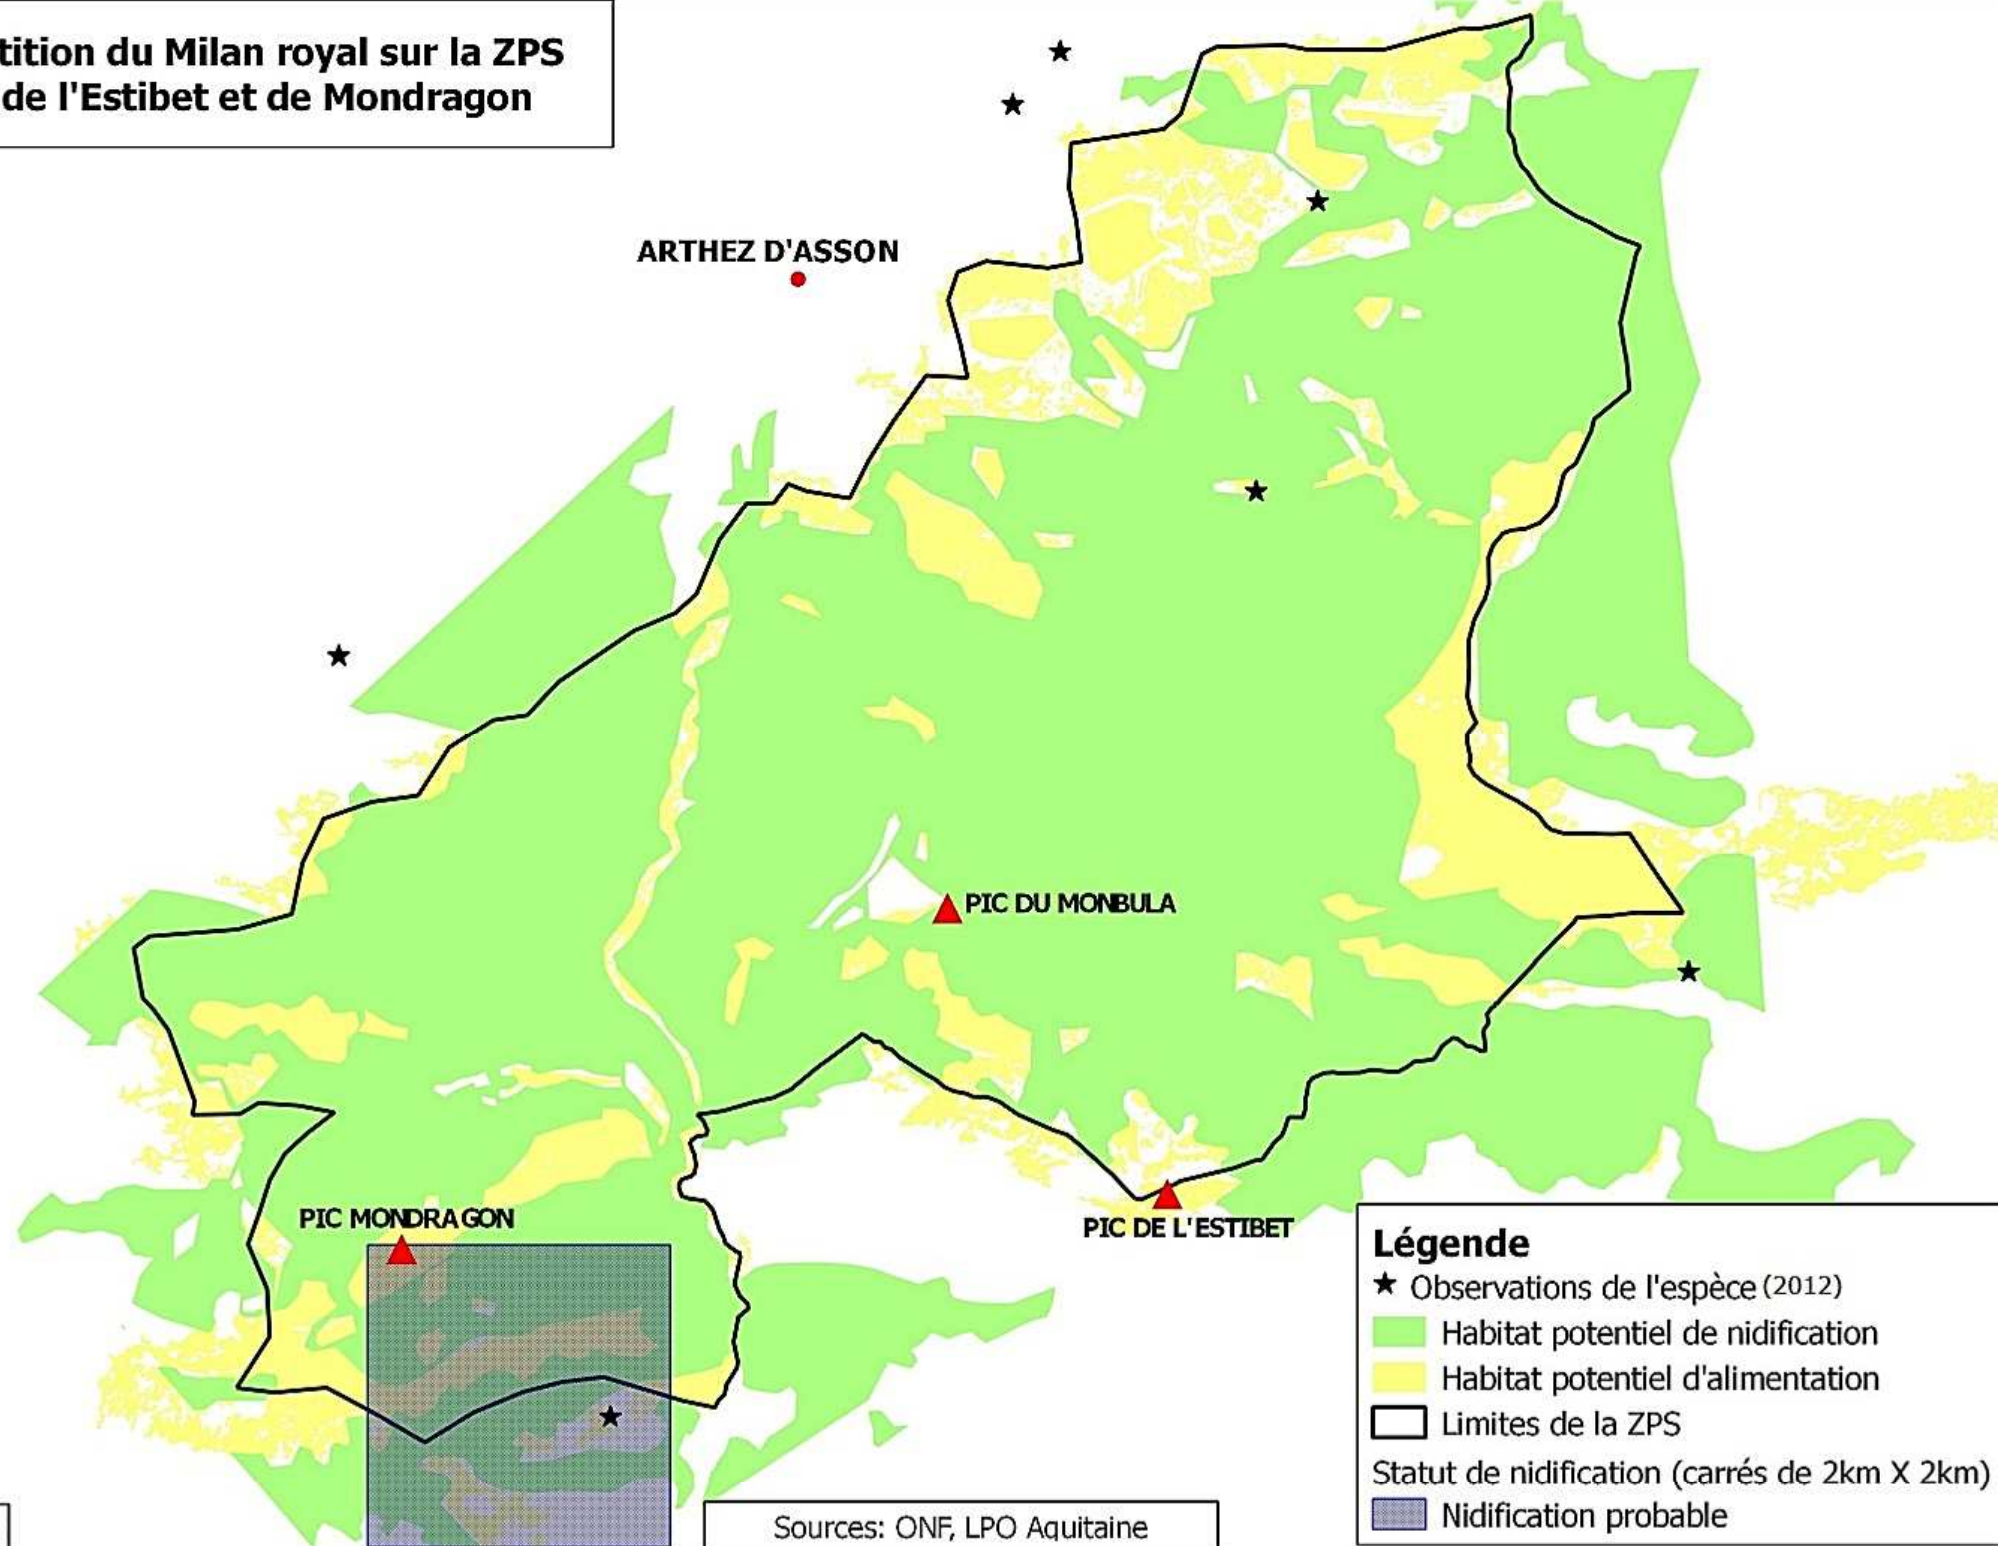 tition du Milan royal sur la ZPS
de l'Estibet et de Mondragon
ARTHEZ D'ASSON
PIC DU MONBULA
PIC MONDRAGON
PIC DE L'ESTIBET
Légende
Observations de l'espèce (2012)
Habitat potentiel de nidification
Habitat potentiel d'alimentation
Limites de la ZPS
Statut de nidification (carrés de 2km X 2km)
Nidification probable
Sources: ONF, LPO Aquitaine